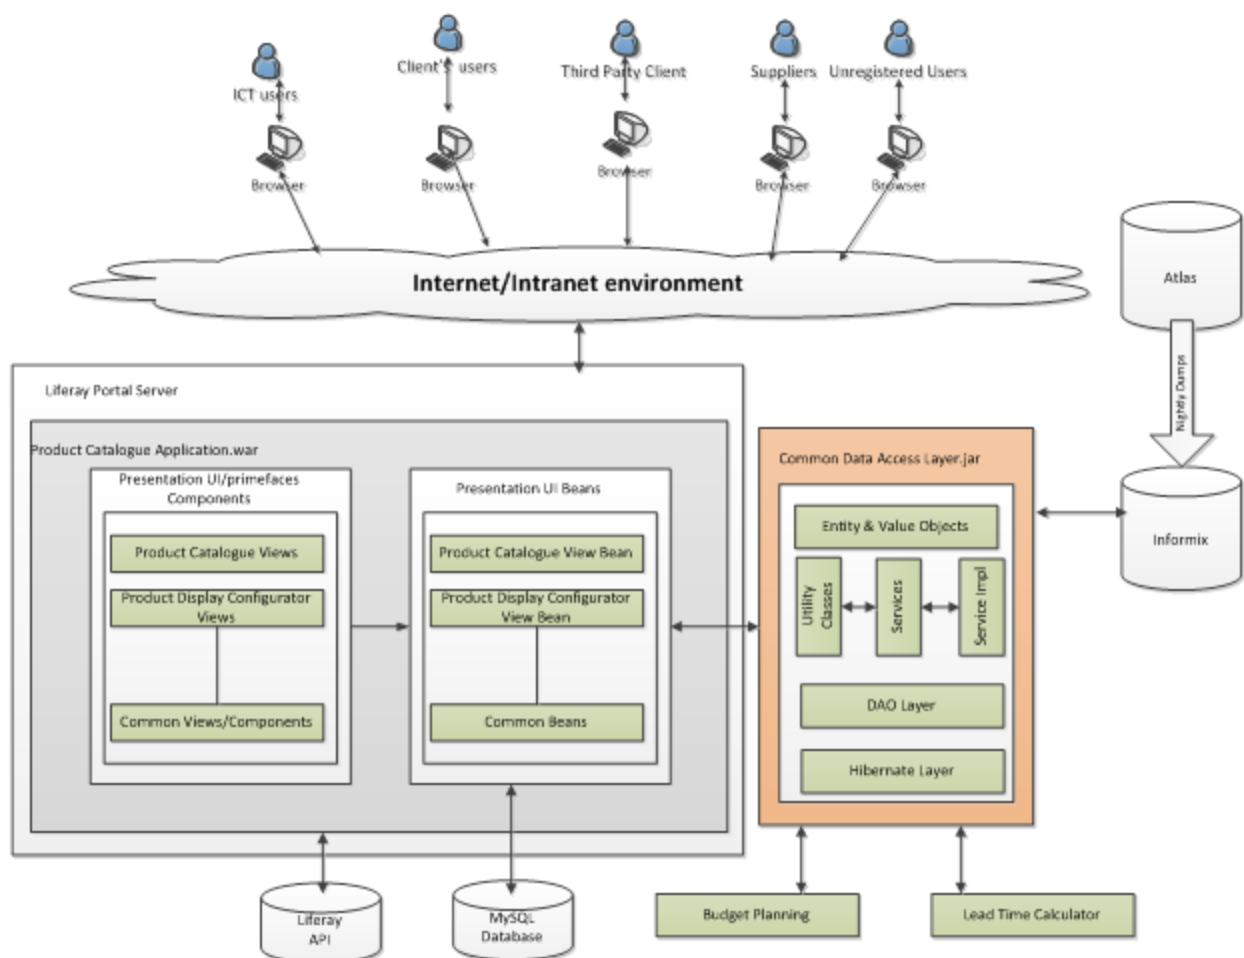 Client's users
Third Party Client
Suppliers
Unregistered Users
ICT users
Browser
Browser
Browser
Browser
Browser
Internet/Intranet environment
Atlas
Nightly Dumps
Informix
Liferay Portal Server
Product Catalogue Application.war
Presentation UI/primefaces
Components
Product Catalogue Views
Product Display Configurator
Views
Common Views/Components
Presentation UI Beans
Product Catalogue View Bean
Product Display Configurator
View Bean
Common Beans
Common Data Access Layer.jar
Entity & Value Objects
Utility
Classes
Services
Service Impl
DAO Layer
Hibernate Layer
Liferay
API
MySQL
Database
Budget Planning
Lead Time Calculator